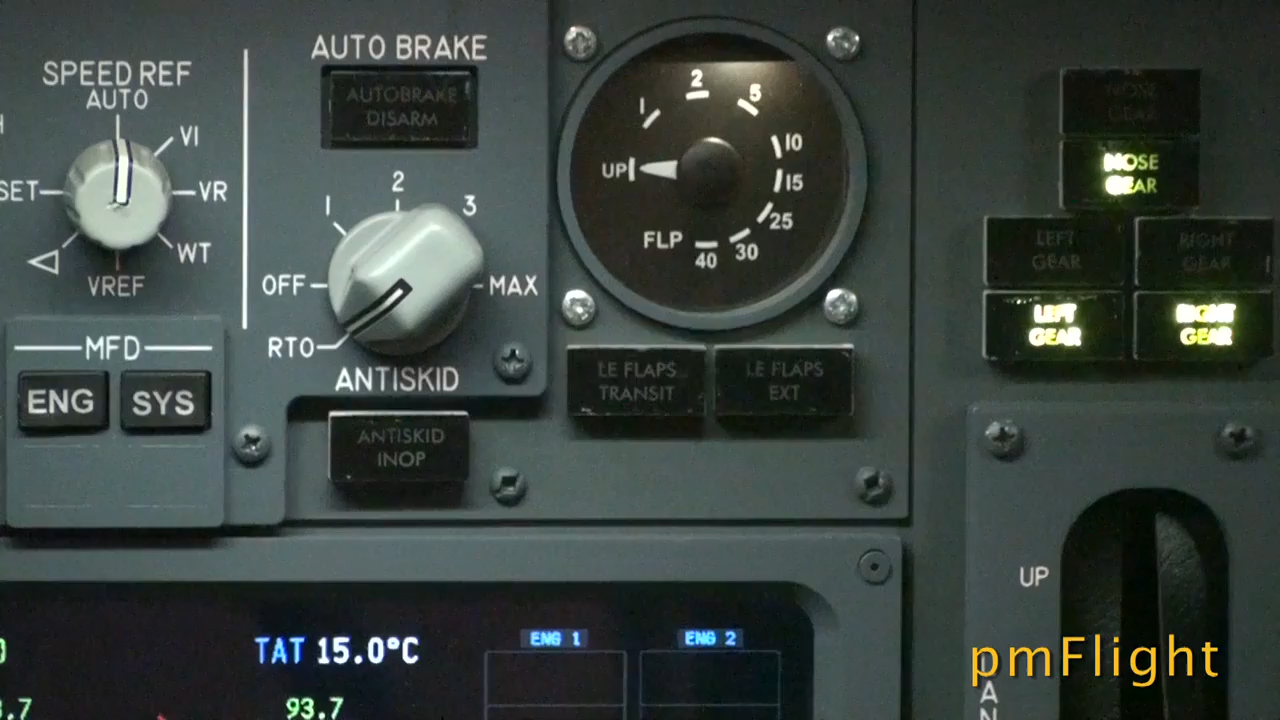 SPEED REF
AUTO
VI
SET
VR
WT
VREF
MFD
ENG
SYS
AUTO BRAKE
AUTOBRAKE
DISARM
1
2
3
OFF
MAX
RTO
ANTISKID
ANTISKID
INOP
UP
1
2
5
10
15
25
30
40
FLP
LE FLAPS
TRANSIT
LE FLAPS
EXT
NOSE
GEAR
NOSE
GEAR
LEFT
GEAR
RIGHT
GEAR
LEFT
GEAR
RIGHT
GEAR
UP
TAT 15.0°C
ENG 1
ENG 2
93.7
pmFlight